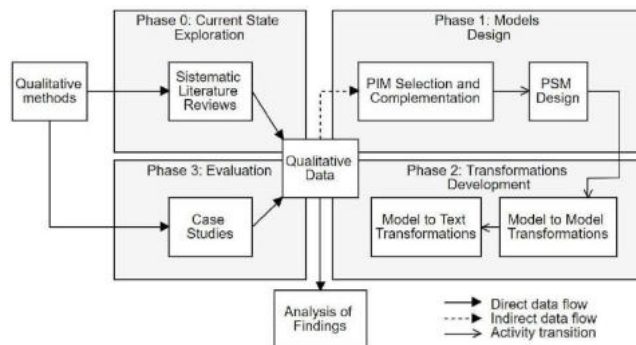 Phase 0: Current State
Exploration
Phase 1: Models
Design
Qualitative
methods
Sistematic
Literature
Reviews
PIM Selection and
Complementation
PSM
Design
Qualitative
Data
Phase 3: Evaluation
Phase 2: Transformations
Development
Case
Studies
Model to Text
Transformations
Model to Model
Transformations
Analysis of
Findings
Direct data flow
Indirect data flow
Activity transition